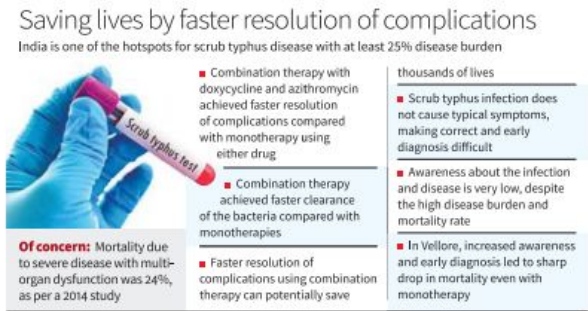 Saving lives by faster resolution of complications
India is one of the hotspots for scrub typhus disease with at least 25% disease burden
Scrub typhus test
Of concern: Mortality due
to severe disease with multi-
organ dysfunction was 24%,
as per a 2014 study
■ Combination therapy with
doxycycline and azithromycin
achieved faster resolution
of complications compared
with monotherapy using
either drug
■ Combination therapy
achieved faster clearance
of the bacteria compared with
monotherapies
■ Faster resolution of
complications using combination
therapy can potentially save
thousands of lives
■ Scrub typhus infection does
not cause typical symptoms,
making correct and early
diagnosis difficult
■ Awareness about the infection
and disease is very low, despite
the high disease burden and
mortality rate
■ In Vellore, increased awareness
and early diagnosis led to sharp
drop in mortality even with
monotherapy